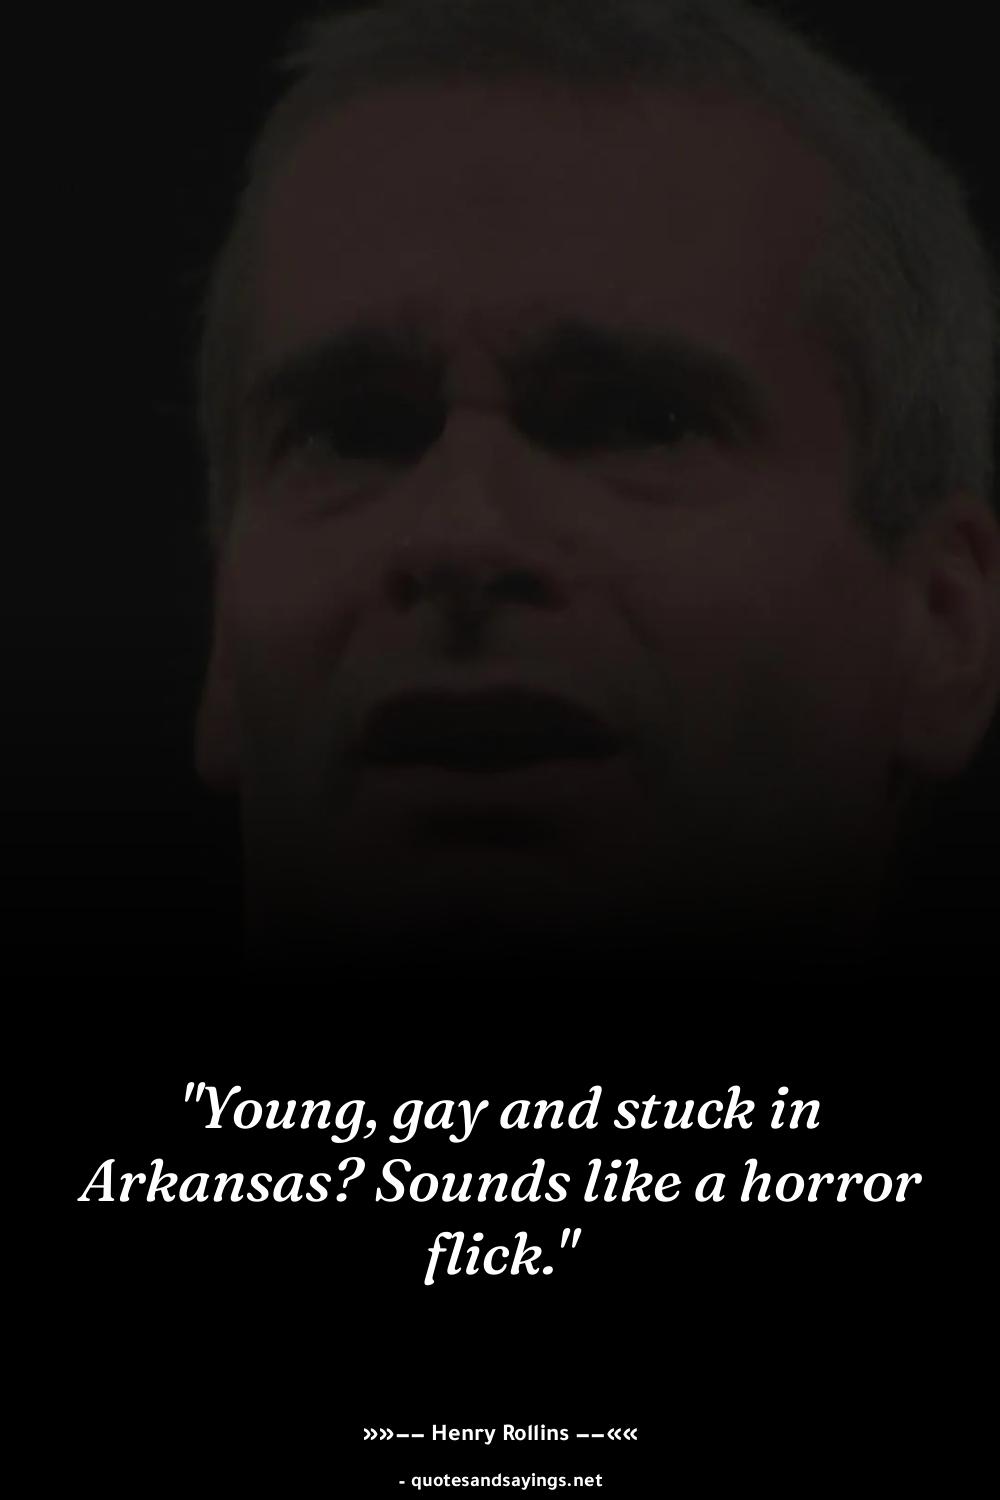 "Young, gay and stuck in
Arkansas? Sounds like a horror
flick."
»»–– Henry Rollins ––««
- quotesandsayings.net